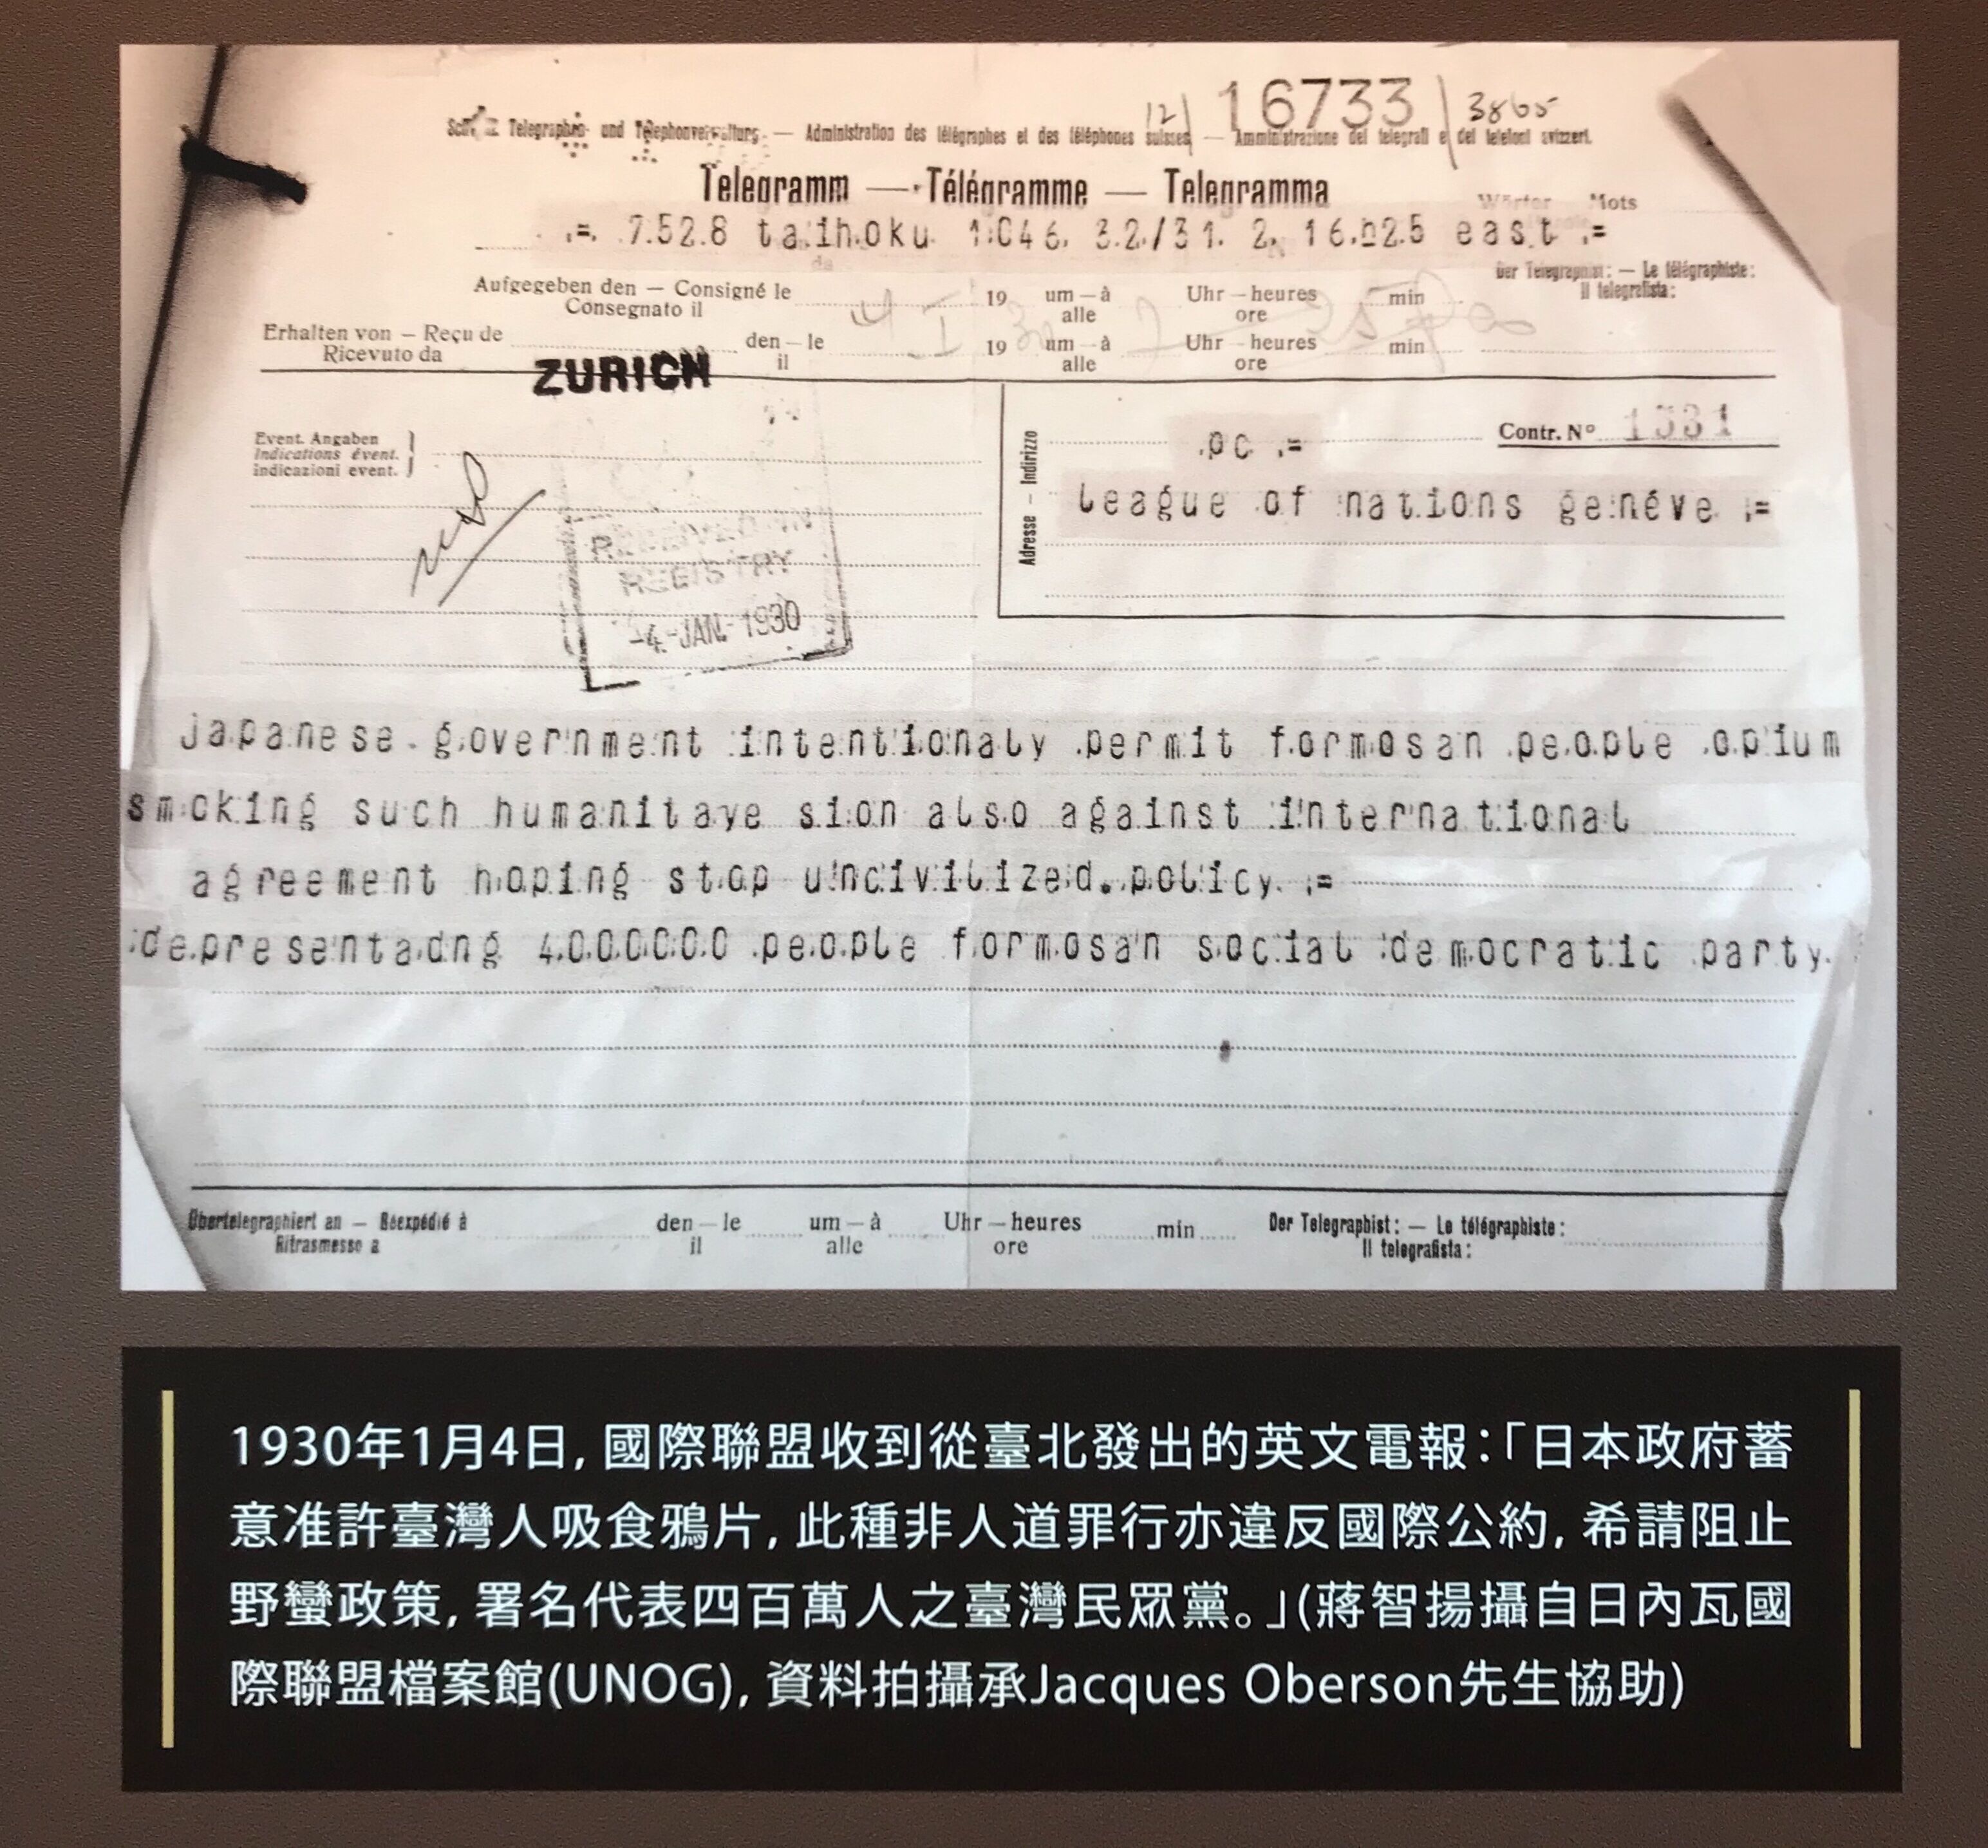 12 16733 3865
Telegraphen- und Telephonverwaltung. — Administration des télégraphes et des téléphones suisses — Amministrazione dei telegrafi e dei telefoni svizzeri.
Telegramm — Télégramme — Telegramma
Wörter Mots
.=. 7528 taihoku 1046. 32/31. 2. 16h25 east .=
Der Telegraphist: — Le télégraphiste:
Il telegrafista:
Aufgegeben den — Consigné le 19 um — à Uhr — heures min
Consegnato il alle ore
Erhalten von — Reçu de den — le 19 um — à Uhr heures min
Ricevuto da il alle ore
ZURICH
Event. Angaben
Indications évent.
indicazioni event.
Adresse — Indirizzo
.pc .=
Contr. No 1531
league of nations genéve .=
REGISTRY
-4.-JAN. 1930
japanese government intentionaly permit formosan people opium
smoking such humanitaye sion also against international
agreement hoping stop uncivilized.policy. .=
depresentadng 4.000000 people formosan social democratic party.
Übertelegraphiert an — Réexpédié à den — le um — à Uhr — heures min Der Telegraphist: — Le télégraphiste:
Ritrasmesso a il alle ore Il telegrafista:
1930年1月4日, 國際聯盟收到從臺北發出的英文電報:「日本政府蓄
意准許臺灣人吸食鴉片, 此種非人道罪行亦違反國際公約, 希請阻止
野蠻政策, 署名代表四百萬人之臺灣民眾黨。」(蔣智揚攝自日內瓦國
際聯盟檔案館(UNOG), 資料拍攝承Jacques Oberson先生協助)